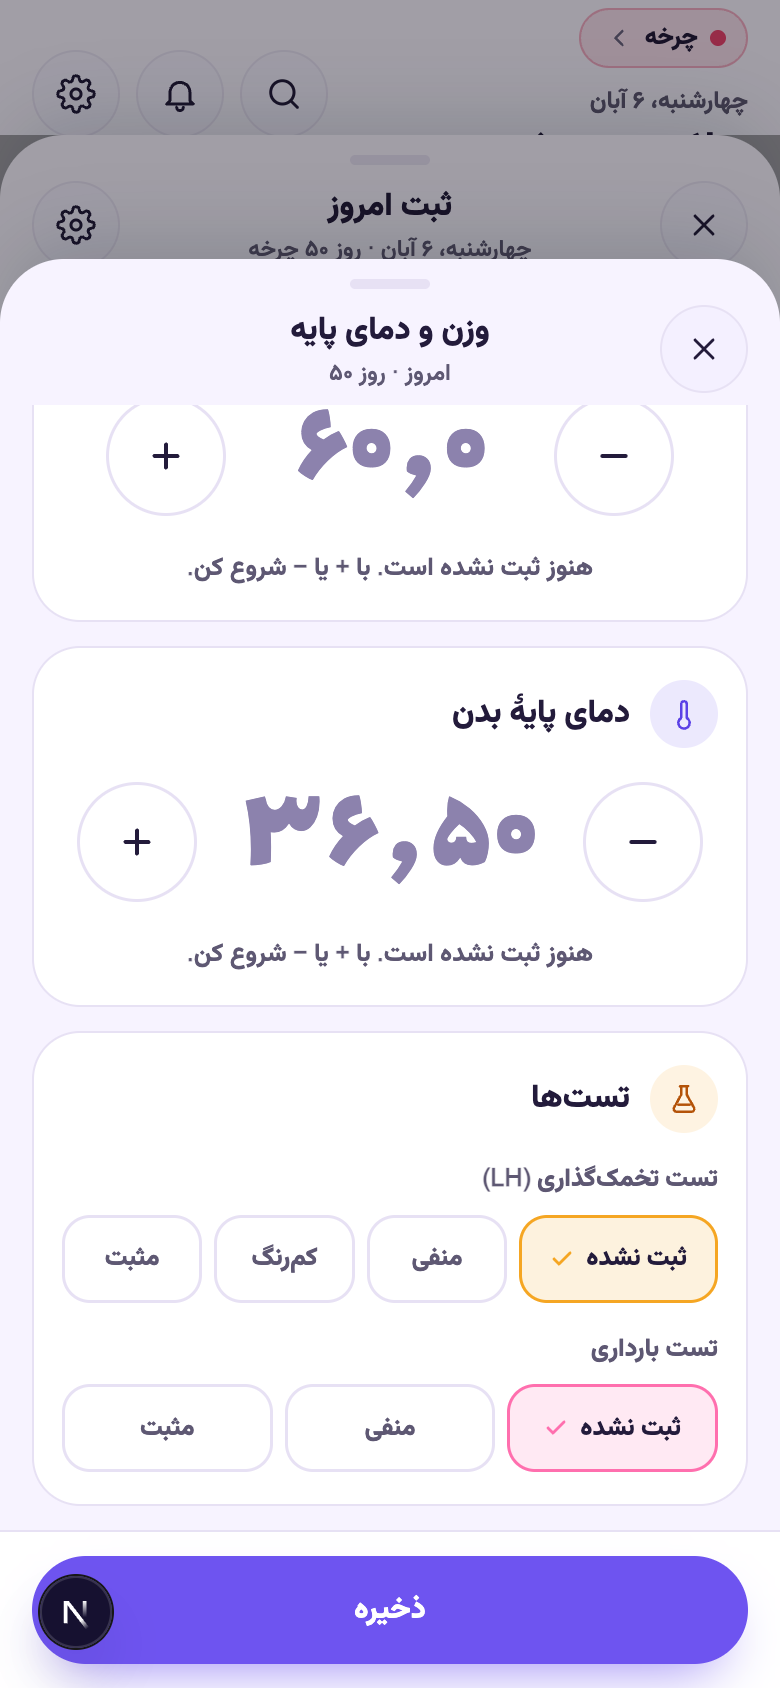 چرخه
چهارشنبه، ۶ آبان
ثبت امروز
چهارشنبه، ۶ آبان · روز ۵۰ چرخه
وزن و دمای پایه
امروز · روز ۵۰
۶۰,۰
هنوز ثبت نشده است. با + یا − شروع کن.
دمای پایهٔ بدن
۳۶,۵۰
هنوز ثبت نشده است. با + یا − شروع کن.
تست‌ها
تست تخمک‌گذاری (LH)
ثبت نشده منفی کم‌رنگ مثبت
تست بارداری
ثبت نشده منفی مثبت
ذخیره
N